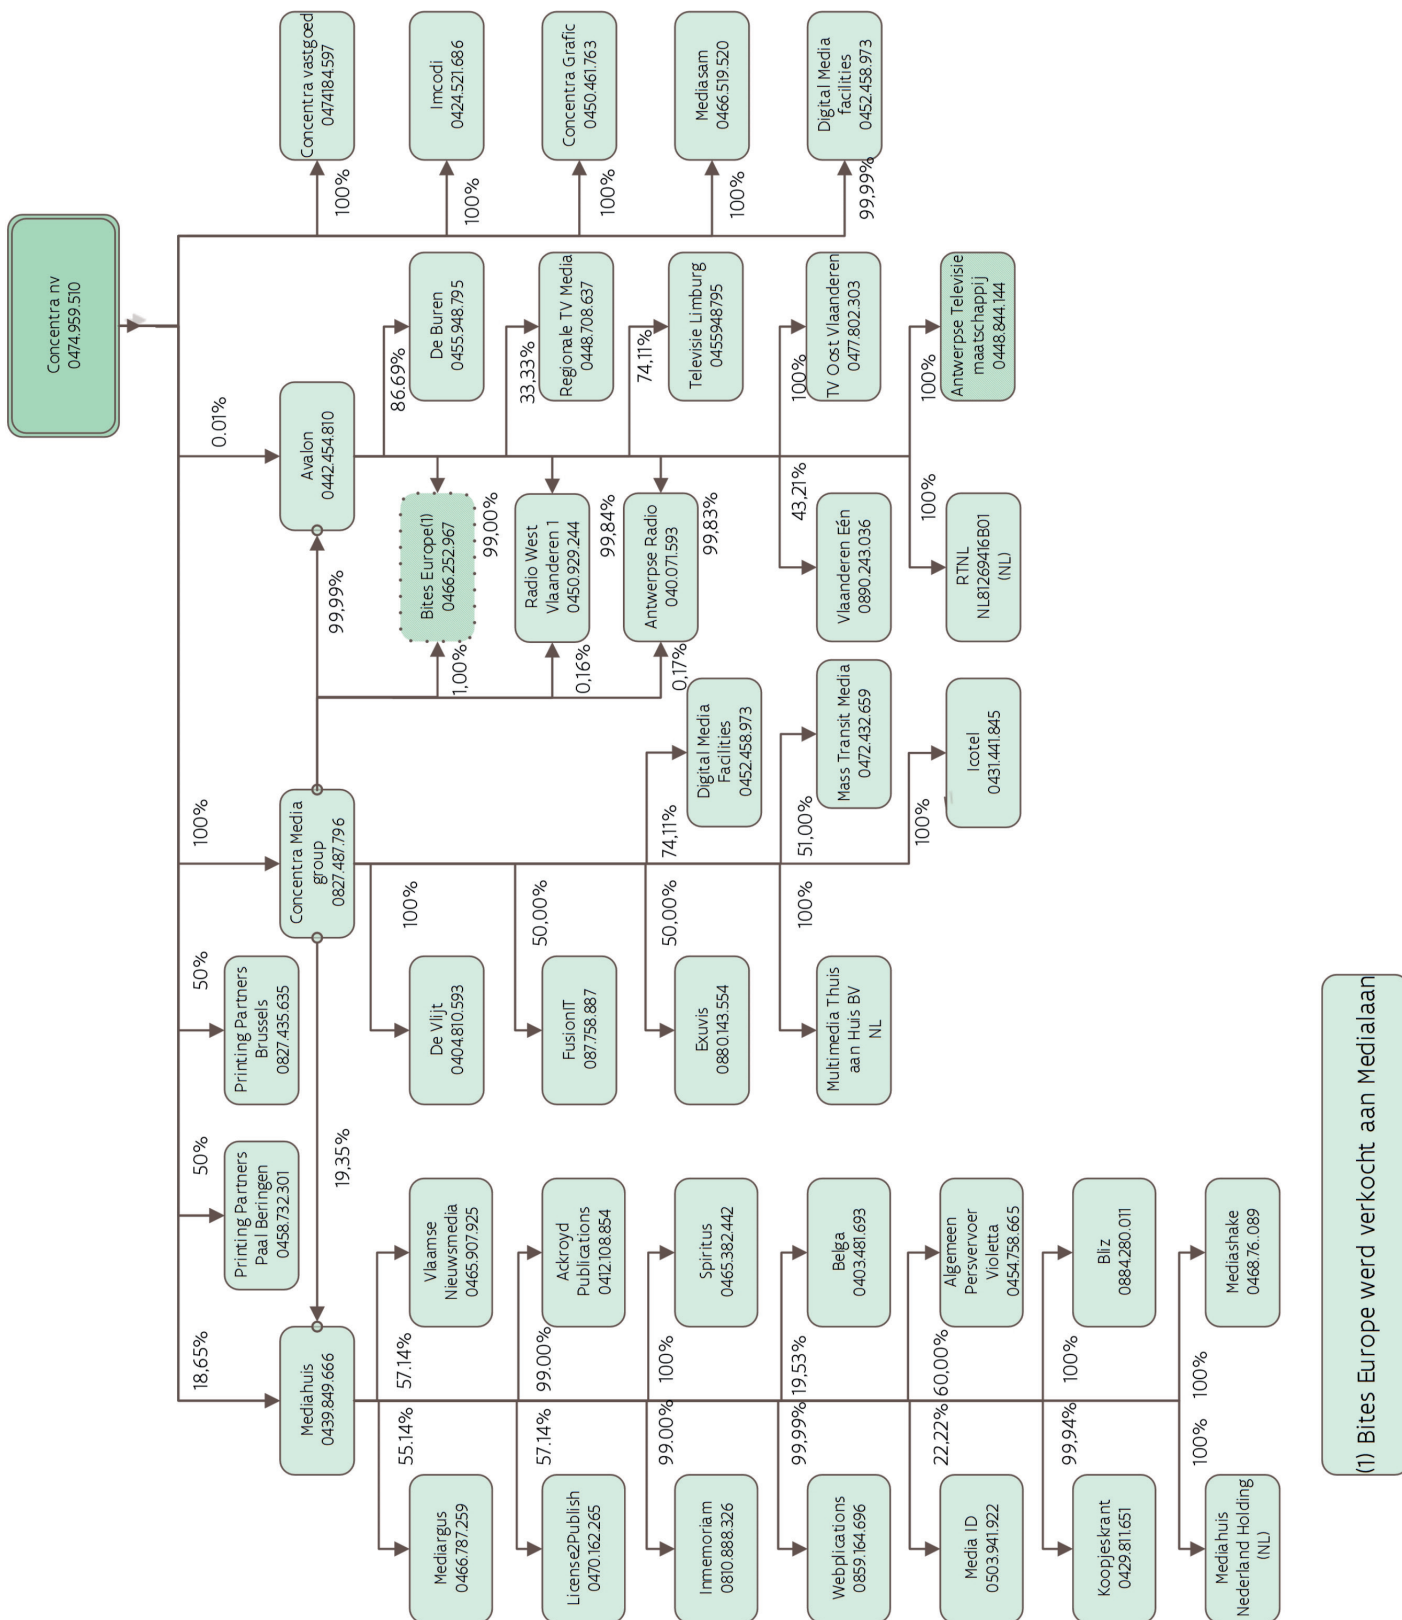 Concentra nv
0474.959.510
18,65%
50%
50%
100%
0.01%
Printing Partners
Paal Beringen
0458.732.301
Printing Partners
Brussels
0827.435.635
Mediahuis
0439.849.666
19,35%
Concentra Media
group
0827.487.796
99,99%
Avalon
0442.454.810
100%
Concentra vastgoed
0474184.597
100%
Imcodi
0424.521.686
100%
Concentra Grafic
0450.461.763
100%
Mediasam
0466.519.520
99,99%
Digital Media
facilities
0452.458.973
55.14%
Mediargus
0466.787.259
57.14%
Vlaamse
Nieuwsmedia
0465.907.925
57.14%
License2Publish
0470.162.265
99.00%
Ackroyd
Publications
0412.108.854
99.00%
Inmemoriam
0810.888.326
100%
Spiritus
0465.382.442
99,99%
Webplications
0859.164.696
19,53%
Belga
0403.481.693
22,22%
Media ID
0503.941.922
60,00%
Algemeen
Persvervoer
Violetta
0454.758.665
99,94%
Koopjeskrant
0429.811.651
100%
Bliz
0884.280.011
100%
Mediahuis
Nederland Holding
(NL)
100%
Mediashake
0468.76.089
100%
De Vlijt
0404.810.593
50,00%
FusionIT
087.758.887
50,00%
Exuvis
0880.143.554
74,11%
Digital Media
Facilities
0452.458.973
100%
Multimedia Thuis
aan Huis BV
NL
51,00%
Mass Transit Media
0472.432.659
100%
Icotel
0431.441.845
1,00%
Bites Europe(1)
0466.252.967
99,00%
0,16%
Radio West
Vlaanderen 1
0450.929.244
99,84%
0,17%
Antwerpse Radio
040.071.593
99,83%
86.69%
De Buren
0455.948.795
33,33%
Regionale TV Media
0448.708.637
74,11%
Televisie Limburg
0455948795
43,21%
Vlaanderen Eén
0890.243.036
100%
TV Oost Vlaanderen
0477.802.303
100%
RTNL
NL81269416B01
(NL)
100%
Antwerpse Televisie
maatschappij
0448.844.144
(1) Bites Europe werd verkocht aan Medialaan